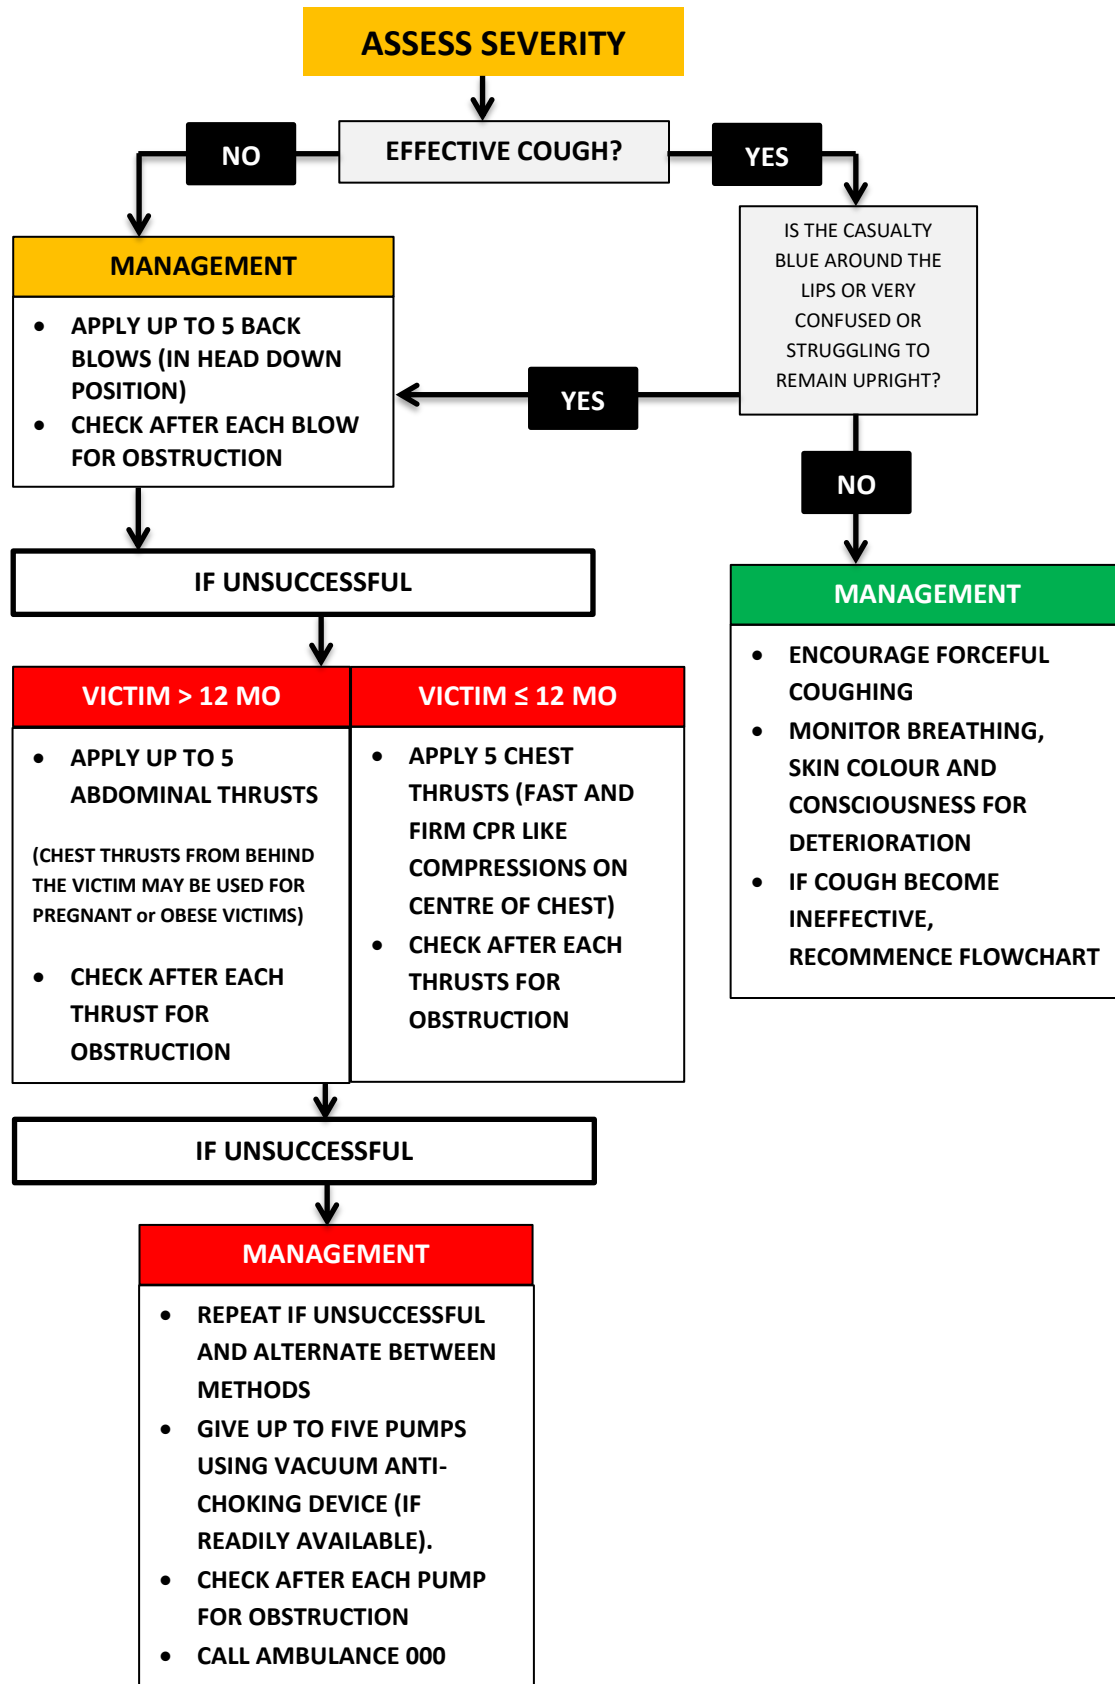 ASSESS SEVERITY
EFFECTIVE COUGH?
NO
YES
IS THE CASUALTY
BLUE AROUND THE
LIPS OR VERY
CONFUSED OR
STRUGGLING TO
REMAIN UPRIGHT?
MANAGEMENT
• APPLY UP TO 5 BACK
BLOWS (IN HEAD DOWN
POSITION)
• CHECK AFTER EACH BLOW
FOR OBSTRUCTION
YES
NO
IF UNSUCCESSFUL
MANAGEMENT
• ENCOURAGE FORCEFUL
COUGHING
• MONITOR BREATHING,
SKIN COLOUR AND
CONSCIOUSNESS FOR
DETERIORATION
• IF COUGH BECOME
INEFFECTIVE,
RECOMMENCE FLOWCHART
VICTIM > 12 MO
• APPLY UP TO 5
ABDOMINAL THRUSTS
(CHEST THRUSTS FROM BEHIND
THE VICTIM MAY BE USED FOR
PREGNANT or OBESE VICTIMS)
• CHECK AFTER EACH
THRUST FOR
OBSTRUCTION
VICTIM ≤ 12 MO
• APPLY 5 CHEST
THRUSTS (FAST AND
FIRM CPR LIKE
COMPRESSIONS ON
CENTRE OF CHEST)
• CHECK AFTER EACH
THRUSTS FOR
OBSTRUCTION
IF UNSUCCESSFUL
MANAGEMENT
• REPEAT IF UNSUCCESSFUL
AND ALTERNATE BETWEEN
METHODS
• GIVE UP TO FIVE PUMPS
USING VACUUM ANTI-
CHOKING DEVICE (IF
READILY AVAILABLE).
• CHECK AFTER EACH PUMP
FOR OBSTRUCTION
• CALL AMBULANCE 000